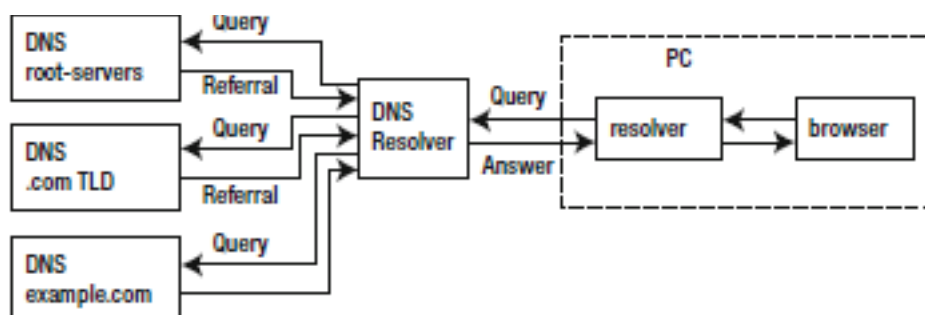 Query
DNS
root-servers
Referral
Query
DNS
.com TLD
Referral
Query
DNS
example.com
DNS
Resolver
Query
Answer
PC
resolver
browser